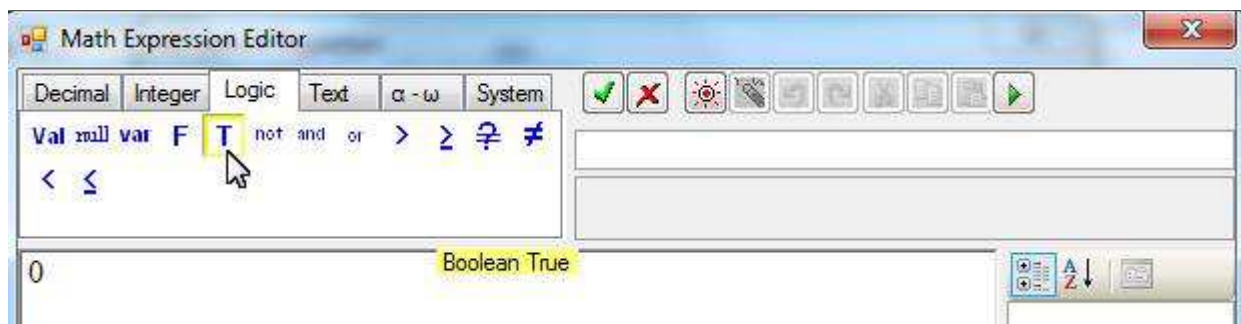 Math Expression Editor
Decimal Integer Logic Text α - ω System
Val null var F T not and or > ≥ ≠
< ≤
Boolean True
0
A
Z